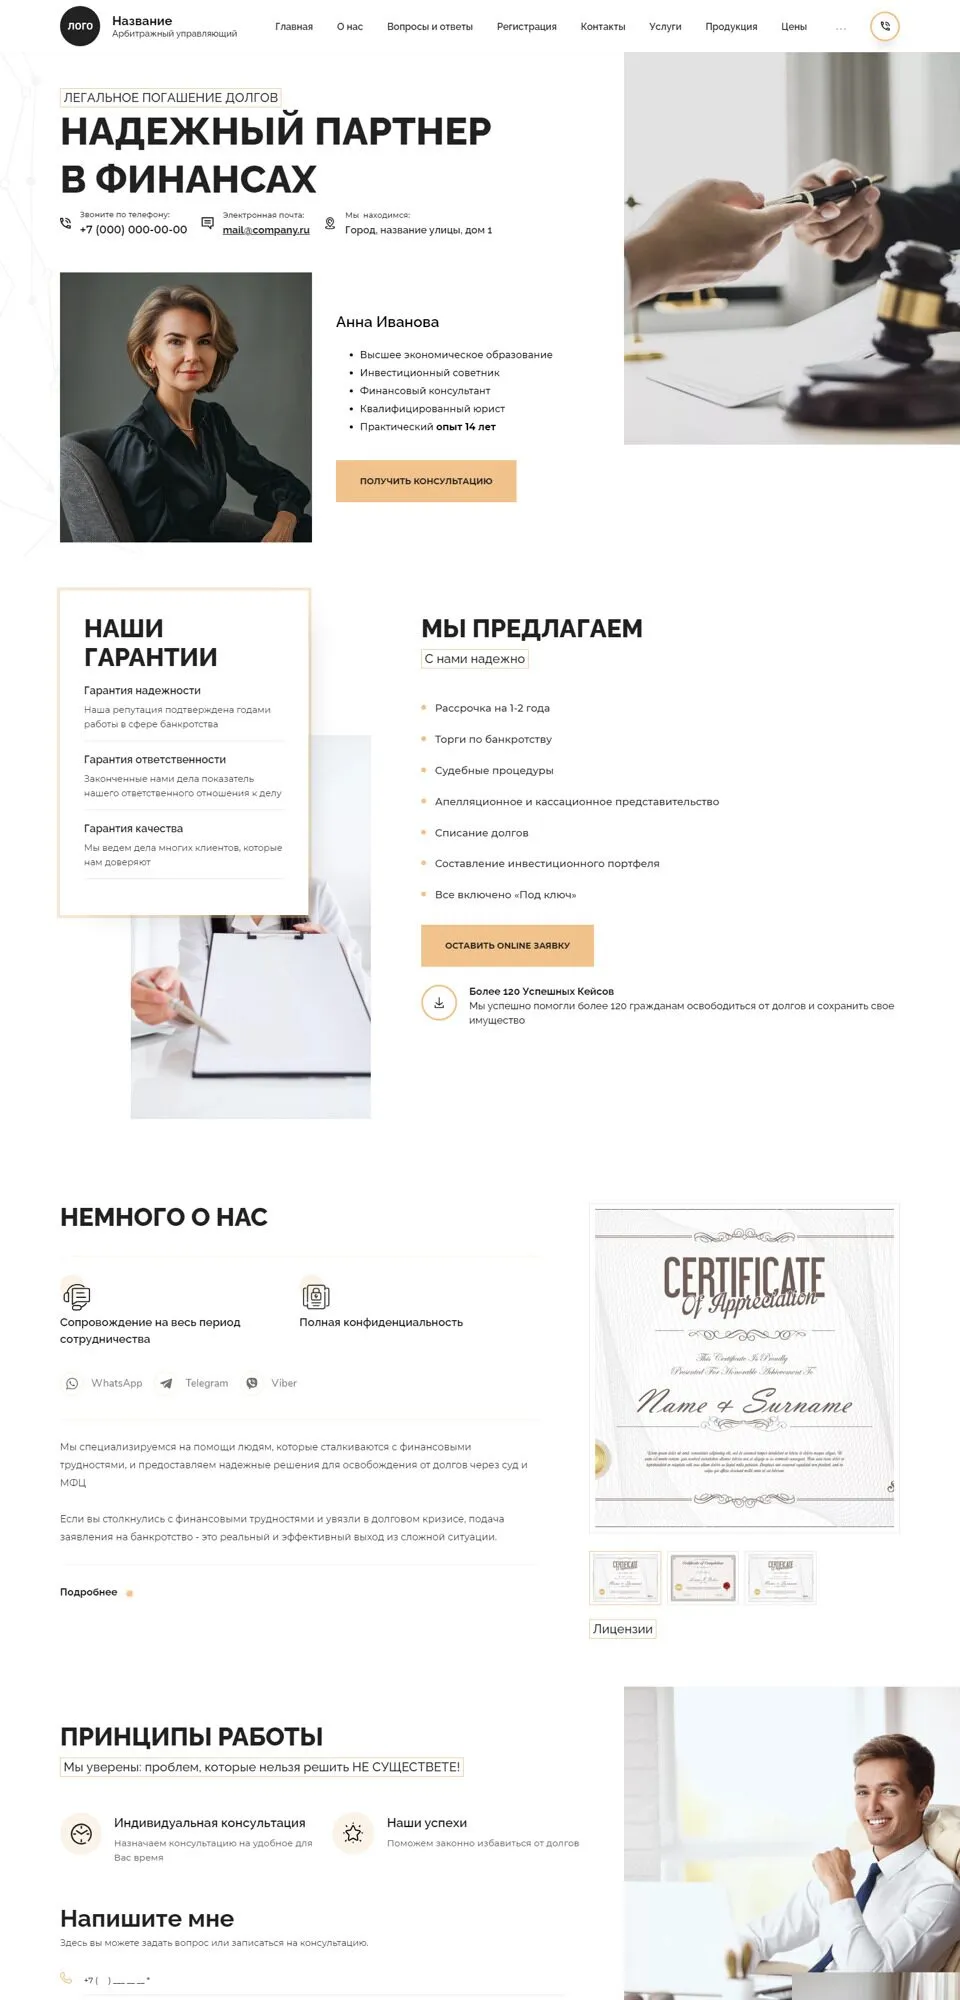 ЛОГО
Название
Арбитражный управляющий
Главная О нас Вопросы и ответы Регистрация Контакты Услуги Продукция Цены ...
ЛЕГАЛЬНОЕ ПОГАШЕНИЕ ДОЛГОВ
НАДЕЖНЫЙ ПАРТНЕР
В ФИНАНСАХ
Звоните по телефону:
+7 (000) 000-00-00
Электронная почта:
mail@company.ru
Мы находимся:
Город, название улицы, дом 1
Анна Иванова
Высшее экономическое образование
Инвестиционный советник
Финансовый консультант
Квалифицированный юрист
Практический опыт 14 лет
ПОЛУЧИТЬ КОНСУЛЬТАЦИЮ
НАШИ
ГАРАНТИИ
Гарантия надежности
Наша репутация подтверждена годами
работы в сфере банкротства
Гарантия ответственности
Законченные нами дела показатель
нашего ответственного отношения к делу
Гарантия качества
Мы ведем дела многих клиентов, которые
нам доверяют
МЫ ПРЕДЛАГАЕМ
С нами надежно
Рассрочка на 1-2 года
Торги по банкротству
Судебные процедуры
Апелляционное и кассационное представительство
Списание долгов
Составление инвестиционного портфеля
Все включено «Под ключ»
ОСТАВИТЬ ONLINE ЗАЯВКУ
Более 120 Успешных Кейсов
Мы успешно помогли более 120 гражданам освободиться от долгов и сохранить свое
имущество
НЕМНОГО О НАС
Сопровождение на весь период
сотрудничества
Полная конфиденциальность
WhatsApp Telegram Viber
Мы специализируемся на помощи людям, которые сталкиваются с финансовыми
трудностями, и предоставляем надежные решения для освобождения от долгов через суд и
МФЦ
Если вы столкнулись с финансовыми трудностями и увязли в долговом кризисе, подача
заявления на банкротство - это реальный и эффективный выход из сложной ситуации.
Подробнее
CERTIFICATE
Of Appreciation
This Certificate Is Proudly
Presented For Honorable Achievement To
Name & Surname
CERTIFICATE
Certificate of Completion
CERTIFICATE
Лицензии
ПРИНЦИПЫ РАБОТЫ
Мы уверены: проблем, которые нельзя решить НЕ СУЩЕСТВЕТЕ!
Индивидуальная консультация
Назначаем консультацию на удобное для
Вас время
Наши успехи
Поможем законно избавиться от долгов
Напишите мне
Здесь вы можете задать вопрос или записаться на консультацию.
+7 ( ) ___ __ __ *